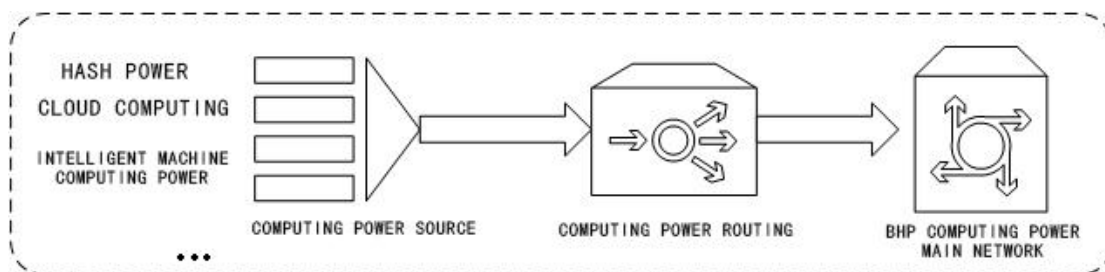 HASH POWER
CLOUD COMPUTING
INTELLIGENT MACHINE
COMPUTING POWER
...
COMPUTING POWER SOURCE
COMPUTING POWER ROUTING
BHP COMPUTING POWER
MAIN NETWORK